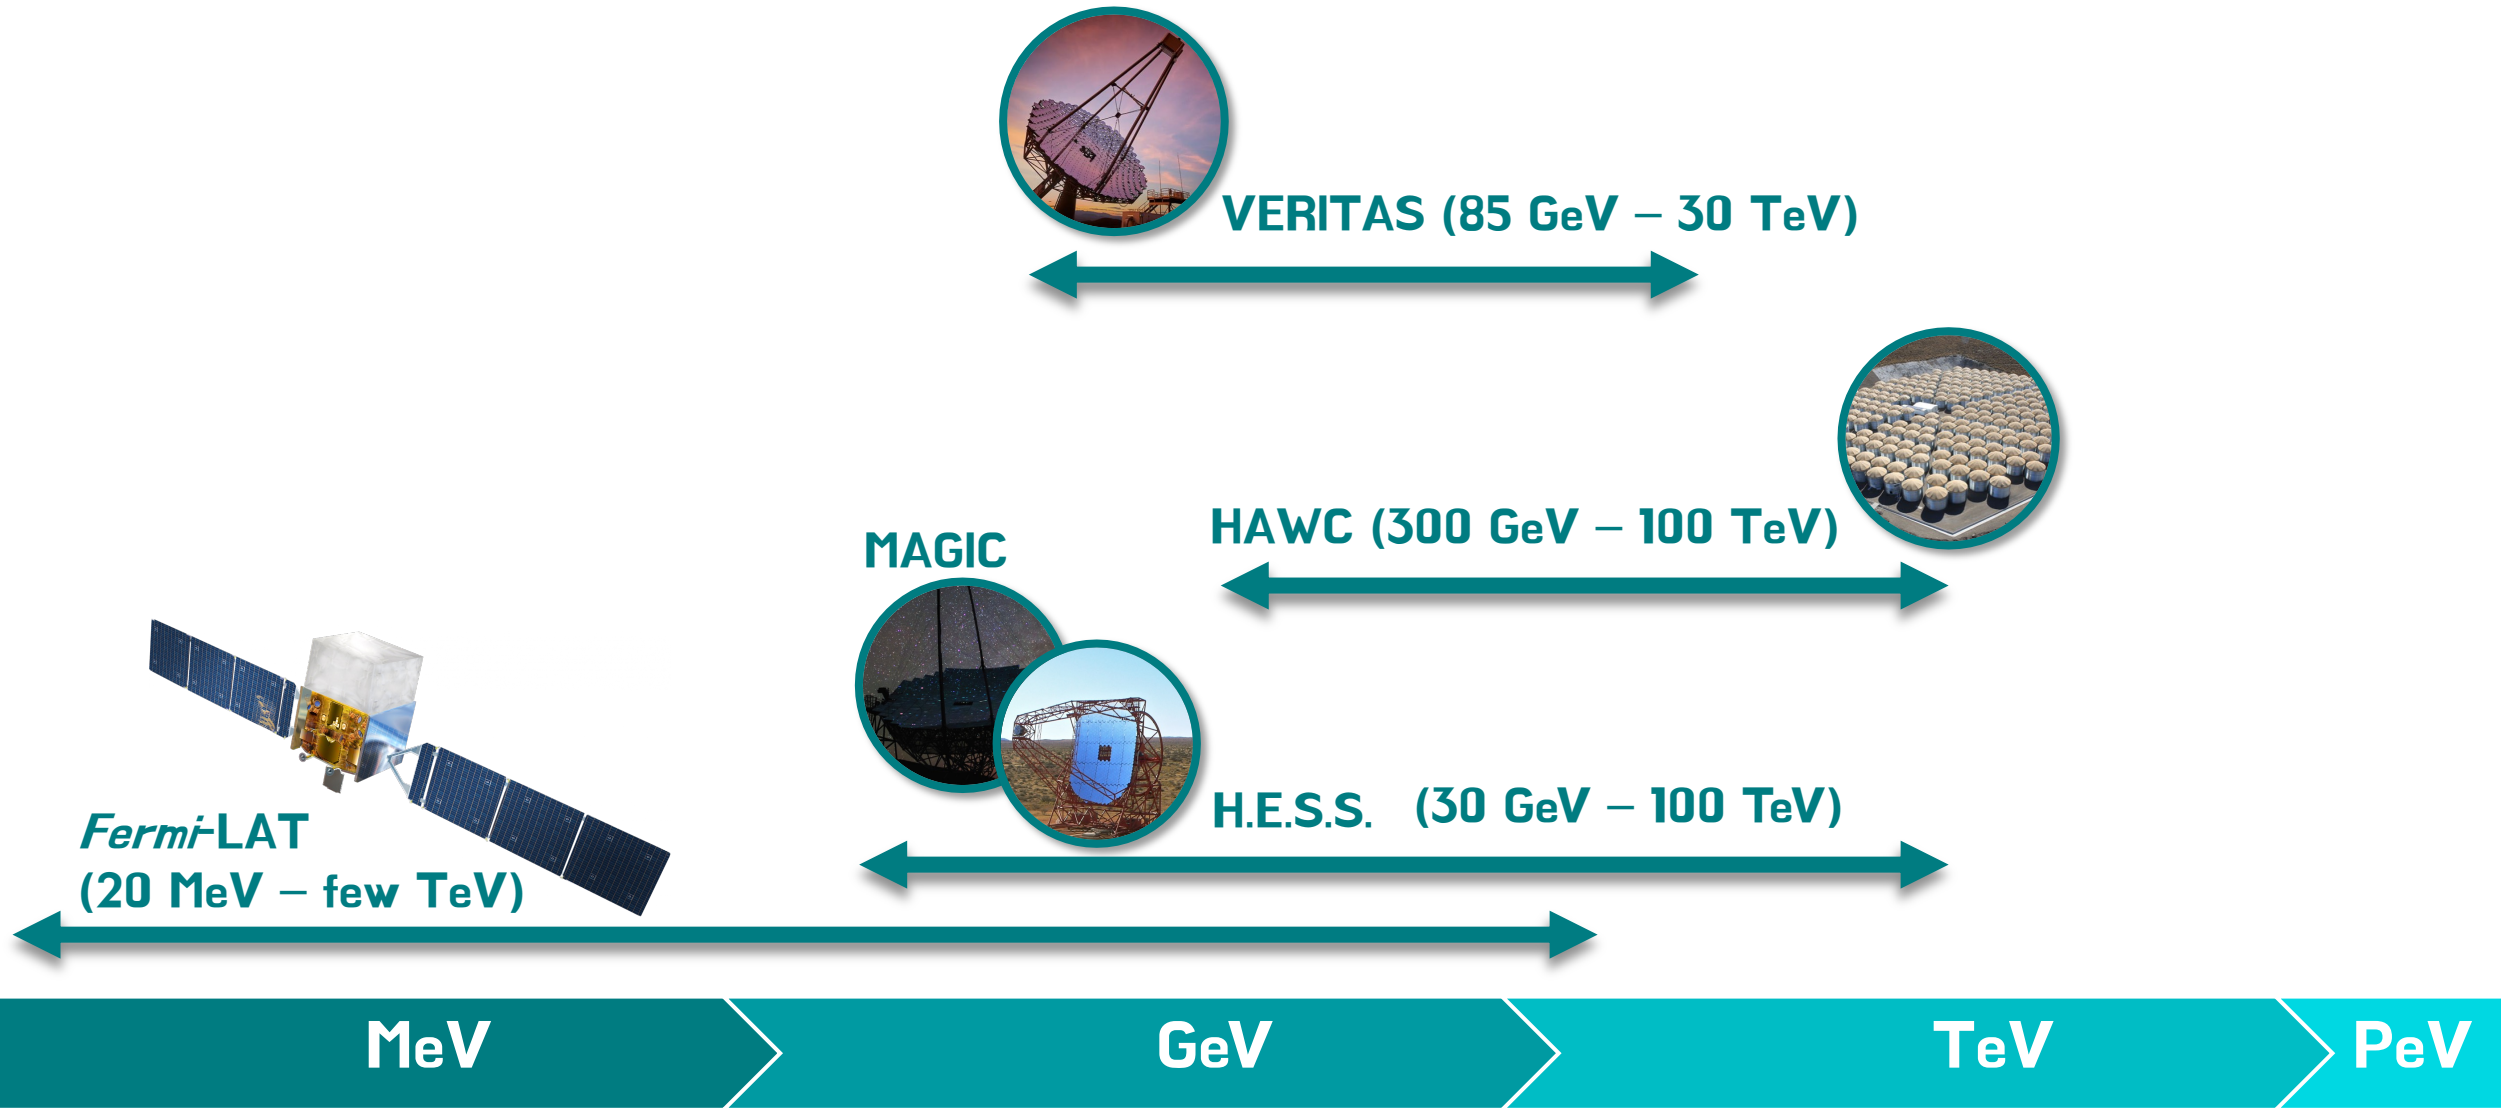 VERITAS (85 GeV – 30 TeV)
HAWC (300 GeV – 100 TeV)
MAGIC
H.E.S.S. (30 GeV – 100 TeV)
Fermi-LAT
(20 MeV – few TeV)
MeV GeV TeV PeV